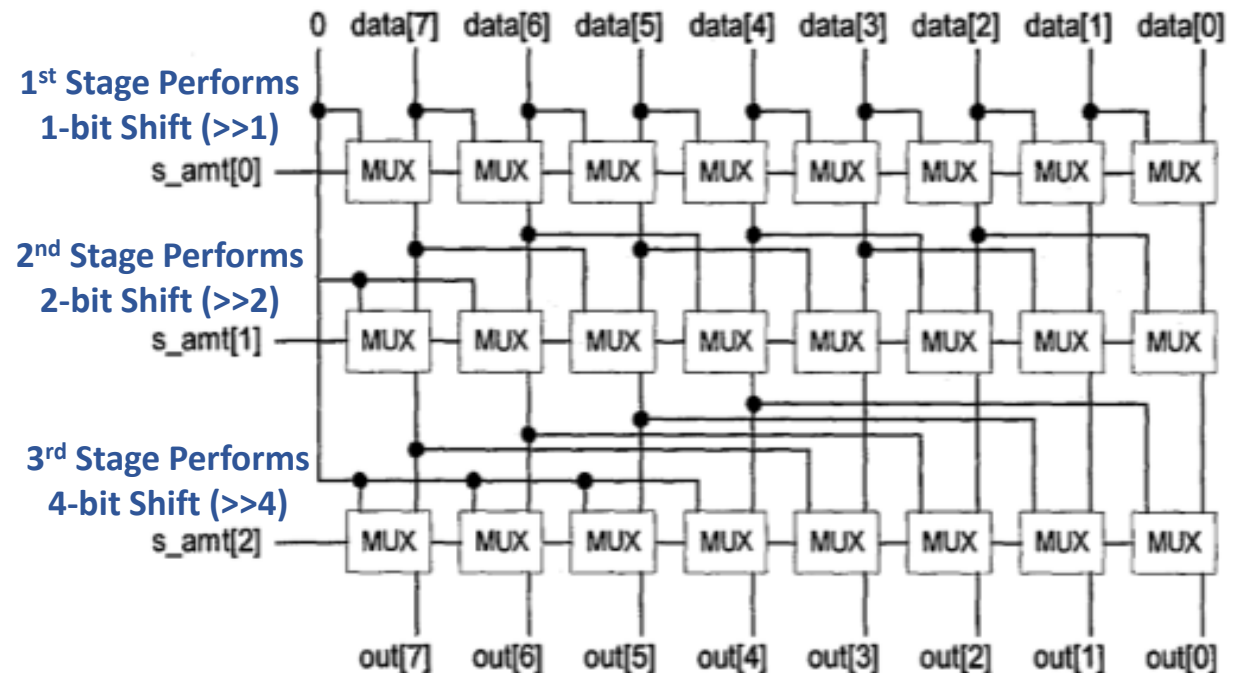 0 data[7] data[6] data[5] data[4] data[3] data[2] data[1] data[0]
1st Stage Performs
1-bit Shift (>>1)
s_amt[0] MUX MUX MUX MUX MUX MUX MUX MUX
2nd Stage Performs
2-bit Shift (>>2)
s_amt[1] MUX MUX MUX MUX MUX MUX MUX MUX
3rd Stage Performs
4-bit Shift (>>4)
s_amt[2] MUX MUX MUX MUX MUX MUX MUX MUX
out[7] out[6] out[5] out[4] out[3] out[2] out[1] out[0]